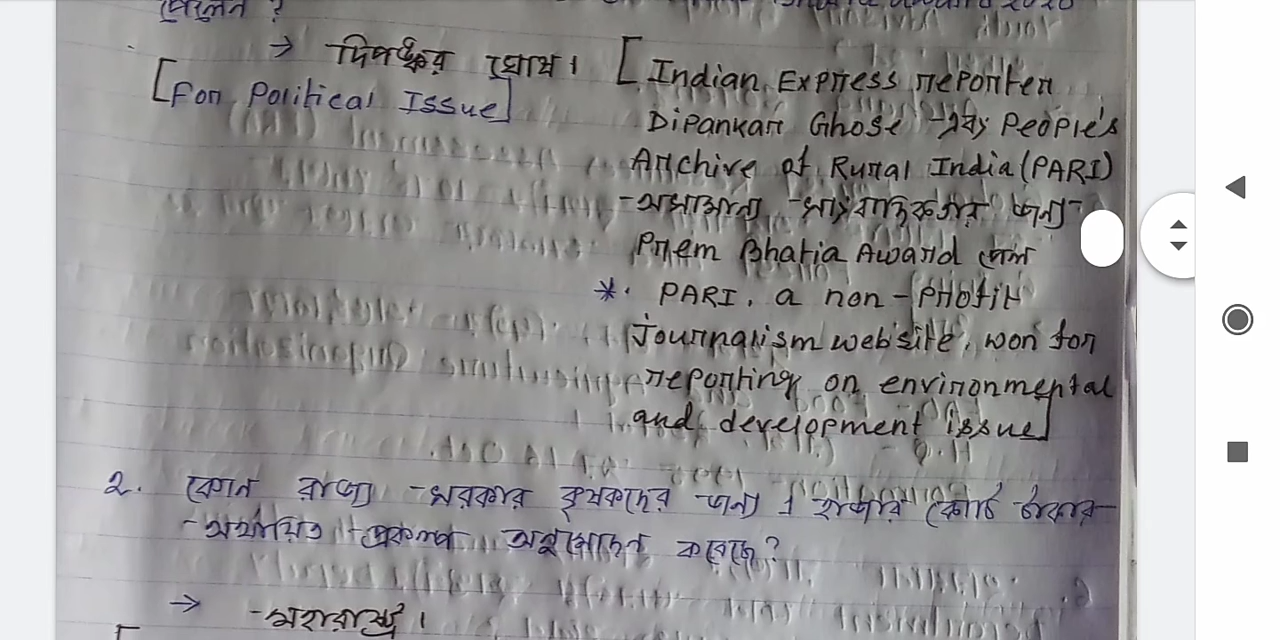 পেলেন ?
→ দিপঙ্কর ঘোষ। [Indian Express reporter
[For Political Issue]
Dipankar Ghose এবং People's
Archive of Rural India (PARI)
অসামান্য সাংবাদিকতার জন্য
Prem Bhatia Award পেল
*. PARI, a non-profit
Journalism website, won for
reporting on environmental
and development issue]
২. কোন রাজ্য সরকার কৃষকদের জন্য 1 হাজার কোটি টাকার
অর্থায়িত প্রকল্প অনুমোদন করেছে?
→ মহারাষ্ট্র।